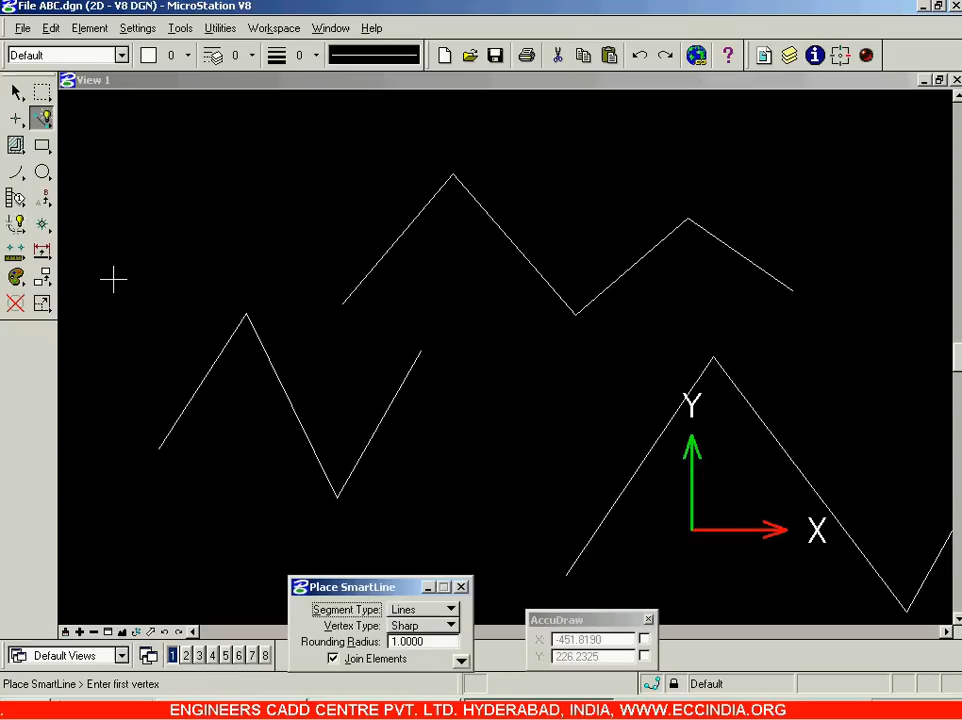 File ABC.dgn (2D - V8 DGN) - MicroStation V8
File Edit Element Settings Tools Utilities Workspace Window Help
Default 0 0 0
View 1
Y
X
Place SmartLine
Segment Type: Lines
Vertex Type: Sharp
Rounding Radius: 1.0000
Join Elements
AccuDraw
X: -451.8190
Y: 226.2325
Default Views 1 2 3 4 5 6 7 8
Place SmartLine > Enter first vertex
Default
ENGINEERS CADD CENTRE PVT. LTD. HYDERABAD, INDIA, WWW.ECCINDIA.ORG